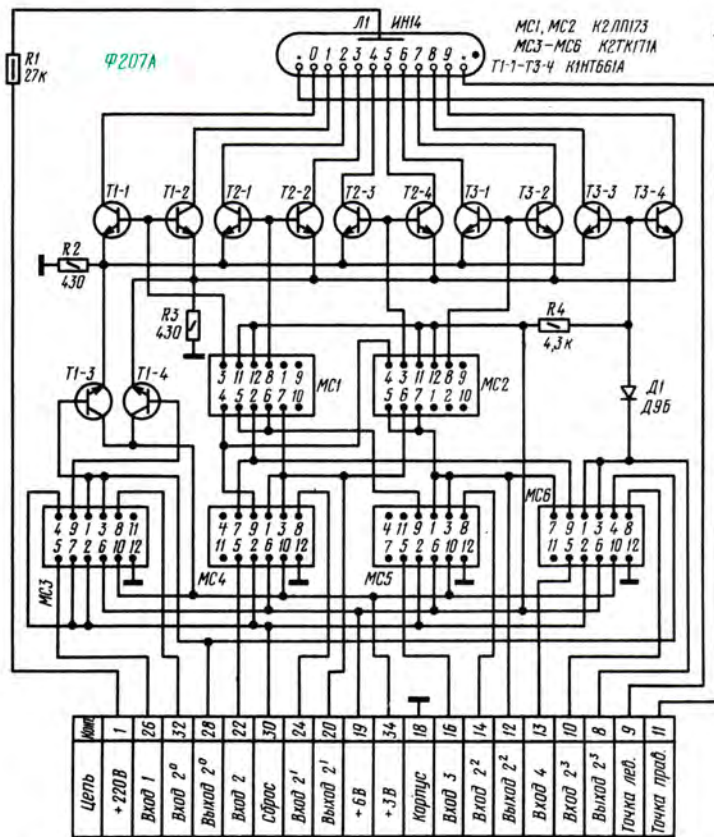 Л1 ИН14
МС1, МС2 К2ЛП173
МС3-МС6 К2ТК171А
Т1-1-Т3-4 К1НТ661А
Ф207А
R1
27К
. 0 1 2 3 4 5 6 7 8 9 .
Т1-1 Т1-2 Т2-1 Т2-2 Т2-3 Т2-4 Т3-1 Т3-2 Т3-3 Т3-4
R2
430
R3
430
R4
4,3к
Т1-3 Т1-4
Д1
Д9Б
3 11 12 8 1 9
4 5 2 6 7 10
МС1
4 3 11 12 8 9
5 6 7 1 2 10
МС2
4 9 1 3 8 11
5 7 2 6 10 12
МС3
4 7 9 1 3 8
11 5 2 6 10 12
МС4
4 11 9 1 3 8
7 5 2 6 10 12
МС5
7 9 1 3 4 8
11 5 2 6 10 12
МС6
Цепь Конт.
+220В 1
Вход 1 26
Вход 2⁰ 32
Выход 2⁰ 28
Вход 2 22
Сброс 30
Вход 2¹ 24
Выход 2¹ 20
+6В 19
+3В 34
Корпус 18
Вход 3 16
Вход 2² 14
Выход 2² 12
Вход 4 13
Вход 2³ 10
Выход 2³ 8
Точка лев. 9
Точка прав. 11